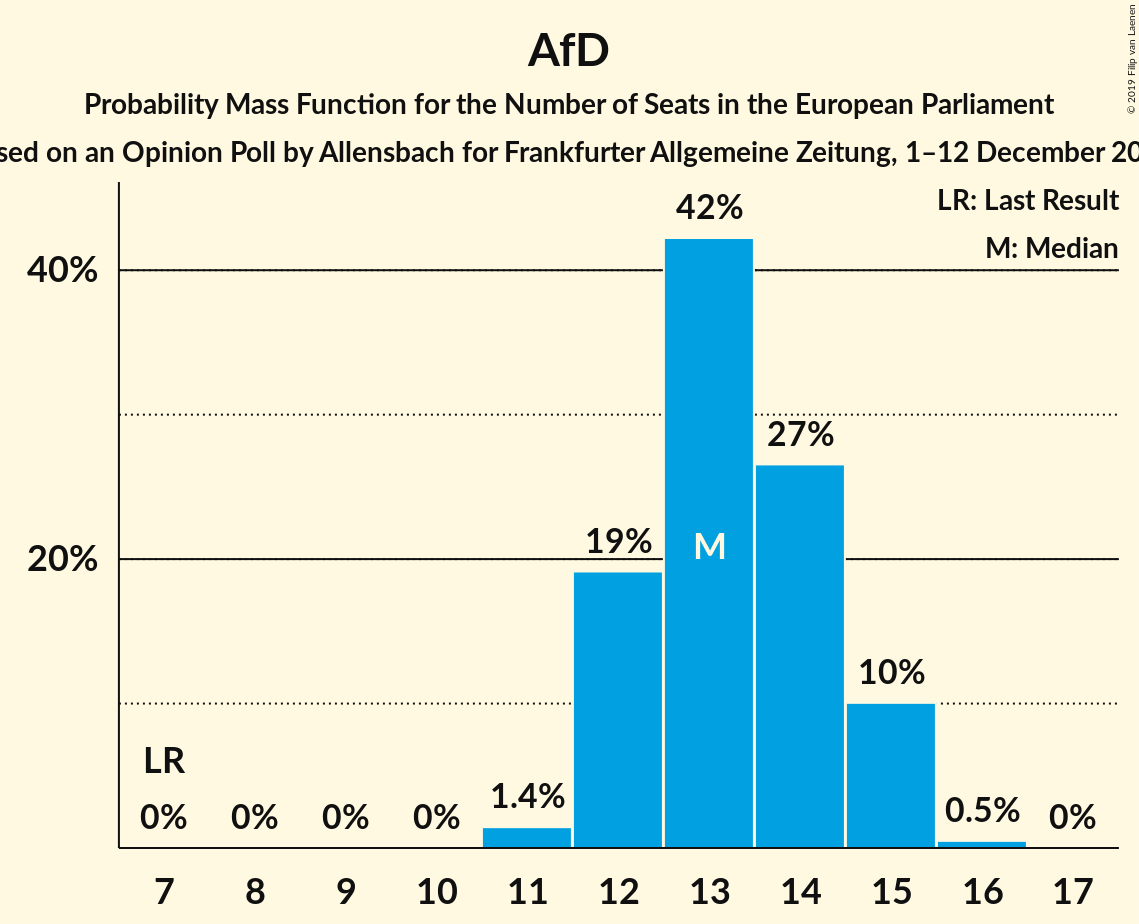 AfD
Probability Mass Function for the Number of Seats in the European Parliament
sed on an Opinion Poll by Allensbach for Frankfurter Allgemeine Zeitung, 1–12 December 20
© 2019 Filip van Laenen
LR: Last Result
M: Median
42%
40%
27%
19%
M
20%
10%
LR
0% 0% 0% 0% 1.4% 0.5% 0%
7 8 9 10 11 12 13 14 15 16 17